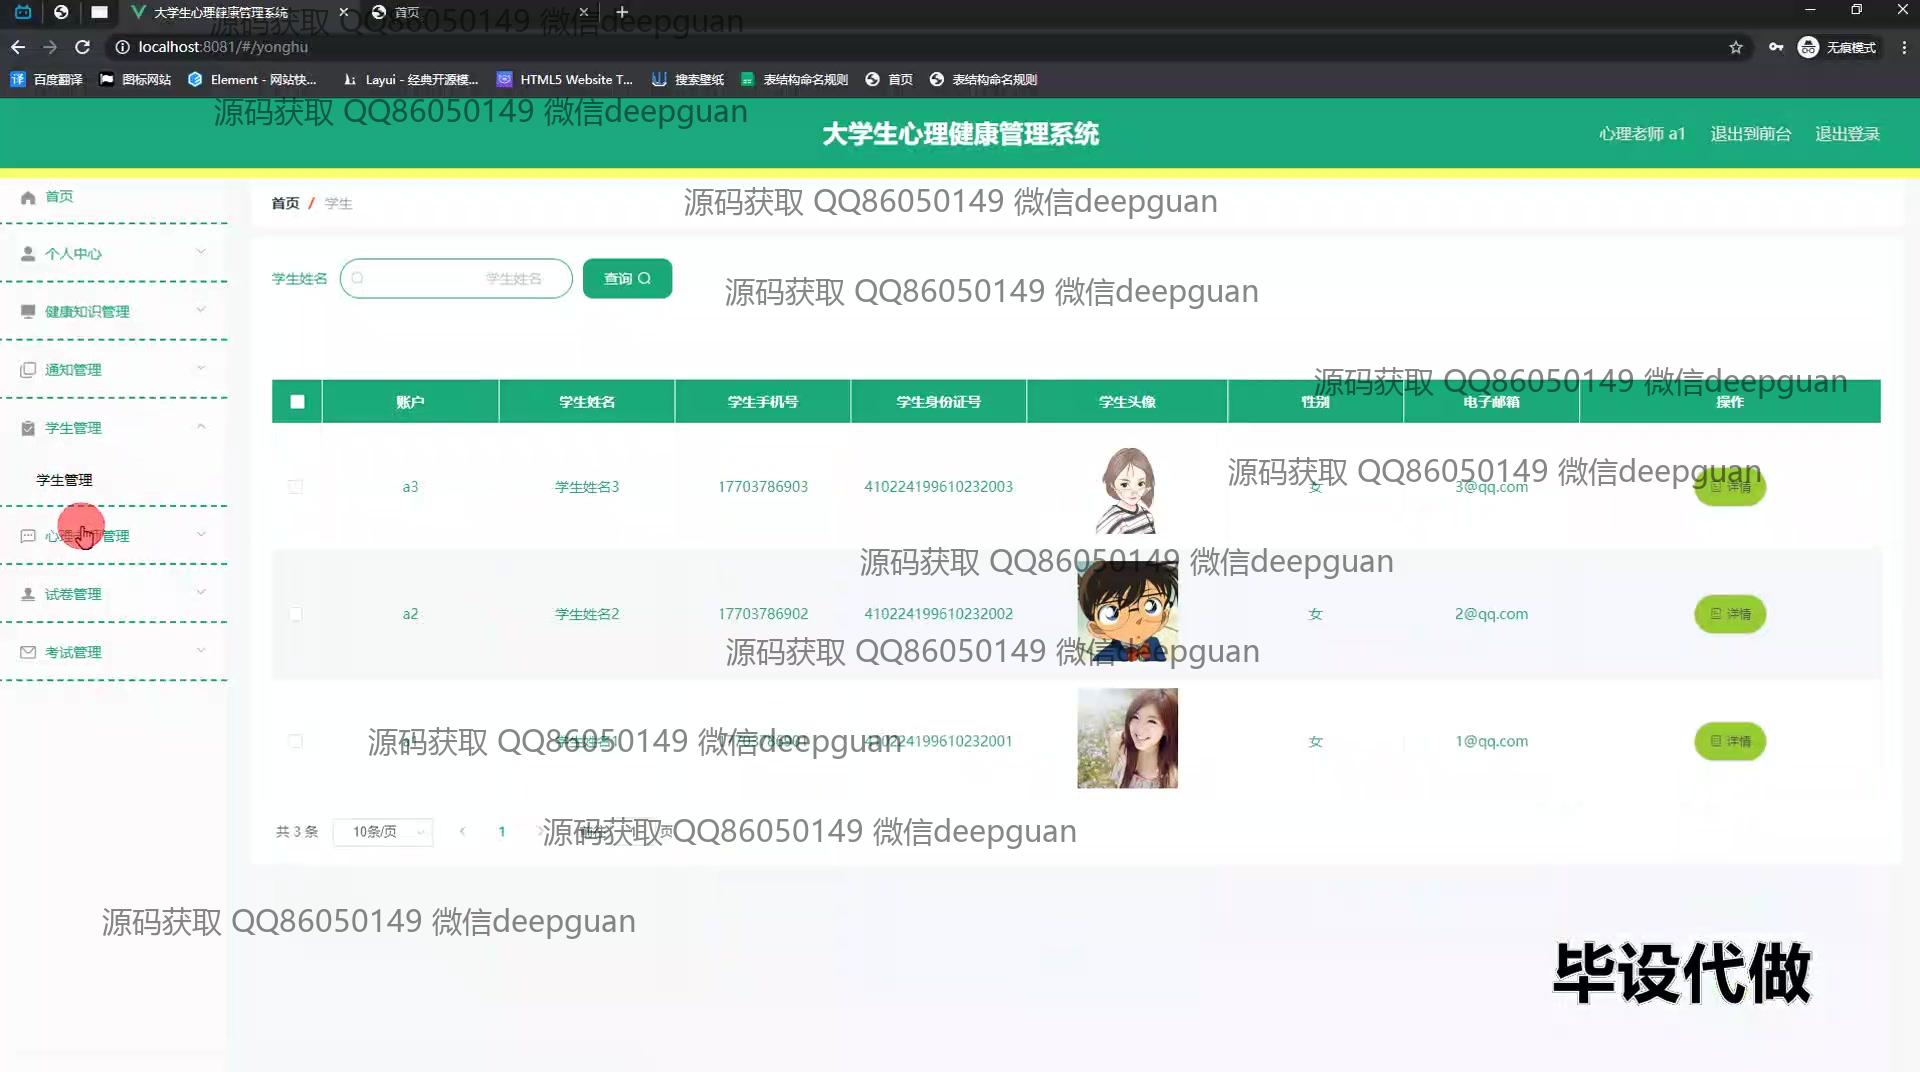 大学生心理健康管理系统
首页
localhost:8081/#/yonghu
无痕模式
百度翻译
图标网站
Element - 网站快...
Layui - 经典开源模...
HTML5 Website T...
搜索壁纸
表结构命名规则
首页
表结构命名规则
源码获取 QQ86050149 微信deepguan
源码获取 QQ86050149 微信deepguan
大学生心理健康管理系统
心理老师 a1
退出到前台
退出登录
首页
个人中心
健康知识管理
通知管理
学生管理
学生管理
心理老师管理
试卷管理
考试管理
首页 / 学生
源码获取 QQ86050149 微信deepguan
学生姓名
学生姓名
查询
源码获取 QQ86050149 微信deepguan
源码获取 QQ86050149 微信deepguan
账户 学生姓名 学生手机号 学生身份证号 学生头像 性别 电子邮箱 操作
源码获取 QQ86050149 微信deepguan
a3 学生姓名3 17703786903 410224199610232003 女 3@qq.com 详情
源码获取 QQ86050149 微信deepguan
a2 学生姓名2 17703786902 410224199610232002 女 2@qq.com 详情
源码获取 QQ86050149 微信deepguan
源码获取 QQ86050149 微信deepguan
学生姓名1 女 1@qq.com 详情
共 3 条 10条/页 1 页
源码获取 QQ86050149 微信deepguan
源码获取 QQ86050149 微信deepguan
毕设代做